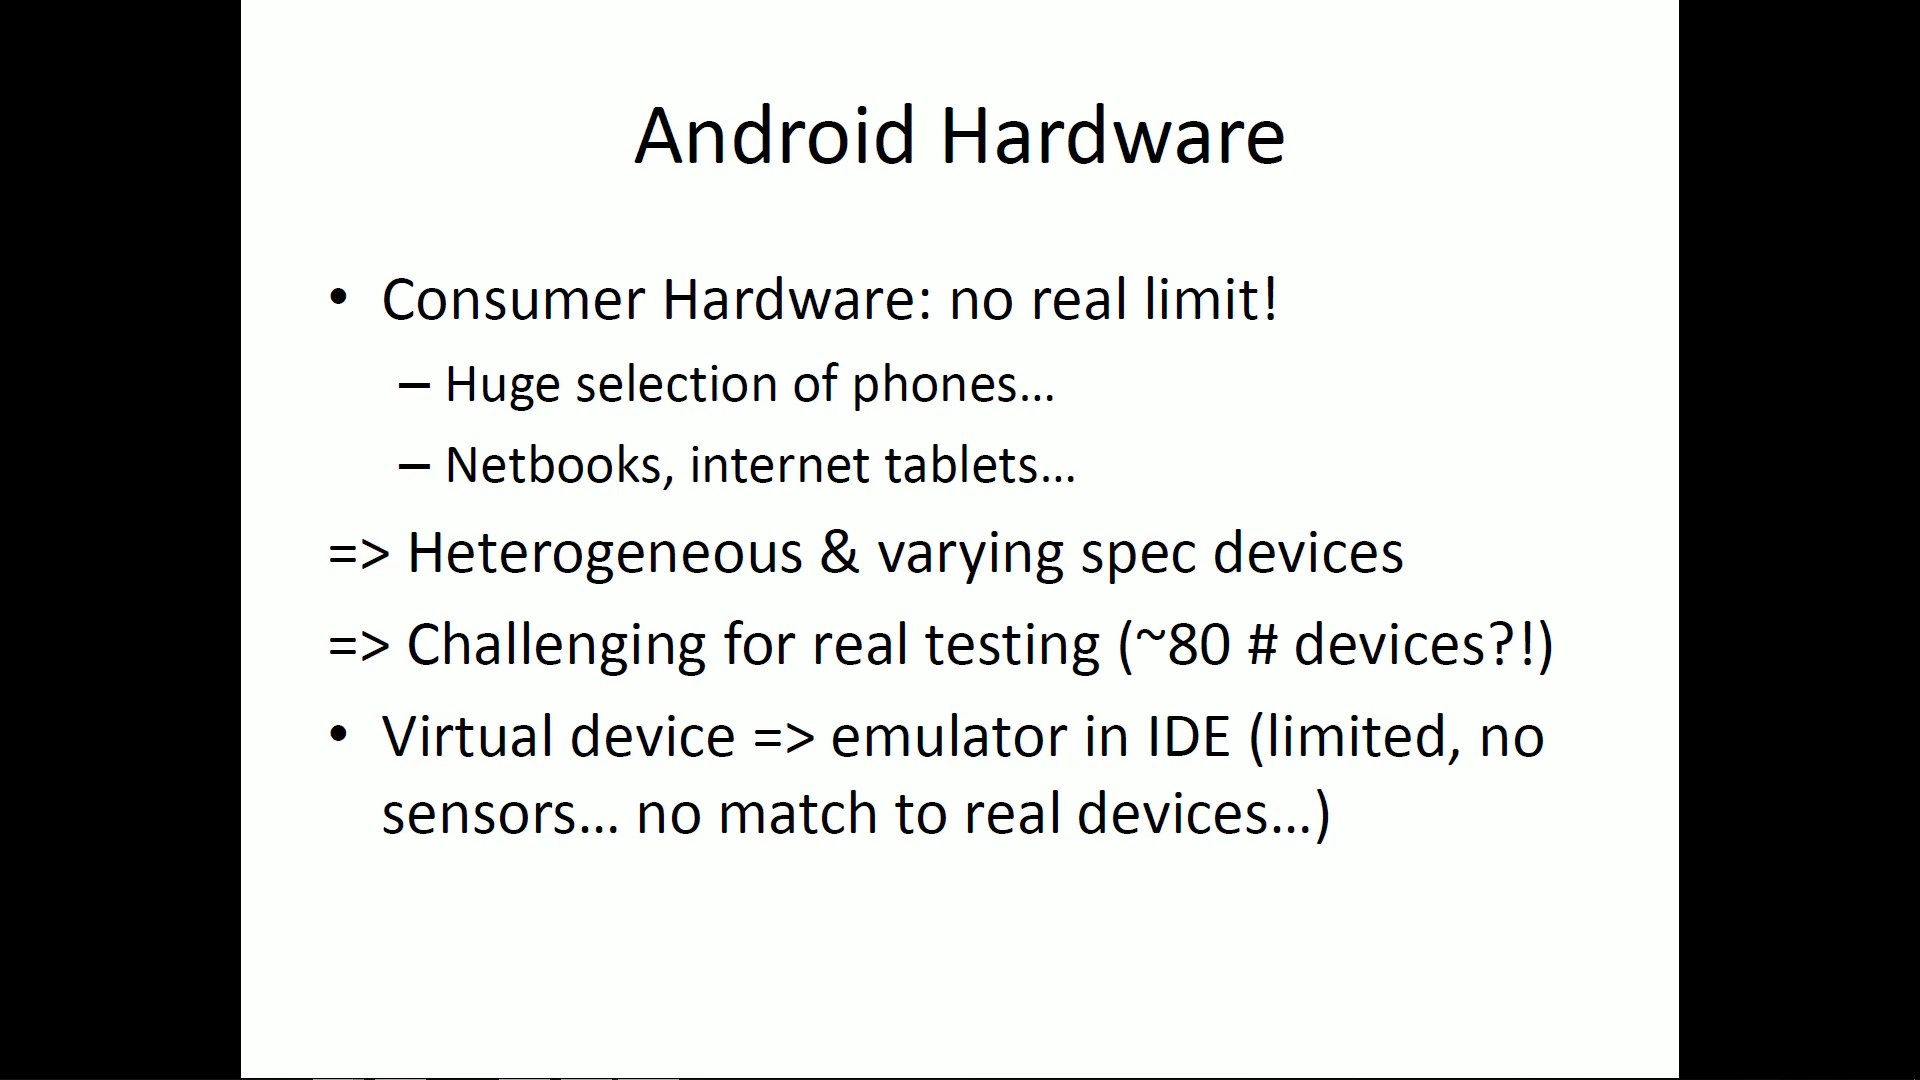 Android Hardware
• Consumer Hardware: no real limit!
– Huge selection of phones…
– Netbooks, internet tablets…
=> Heterogeneous & varying spec devices
=> Challenging for real testing (~80 # devices?!)
• Virtual device => emulator in IDE (limited, no
sensors… no match to real devices…)